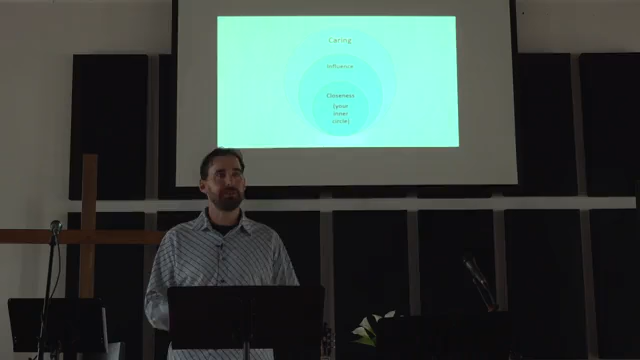 Caring
Influence
Closeness
(your
inner
circle)